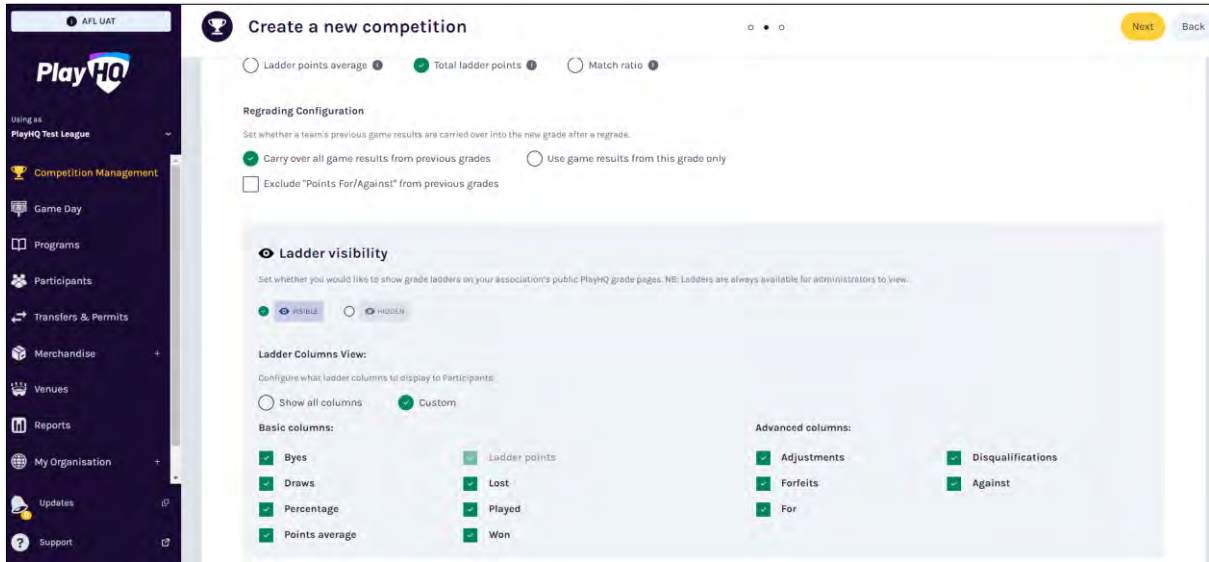 AFL UAT
PlayHQ
Using as
PlayHQ Test League
Competition Management
Game Day
Programs
Participants
Transfers & Permits
Merchandise +
Venues
Reports
My Organisation +
Updates
Support
Create a new competition
Next Back
Ladder points average Total ladder points Match ratio
Regrading Configuration
Set whether a team's previous game results are carried over into the new grade after a regrade.
Carry over all game results from previous grades Use game results from this grade only
Exclude "Points For/Against" from previous grades
Ladder visibility
Set whether you would like to show grade ladders on your association's public PlayHQ grade pages. NB: Ladders are always available for administrators to view.
VISIBLE HIDDEN
Ladder Columns View:
Configure what ladder columns to display to Participants.
Show all columns Custom
Basic columns: Advanced columns:
Byes Ladder points Adjustments Disqualifications
Draws Lost Forfeits Against
Percentage Played For
Points average Won